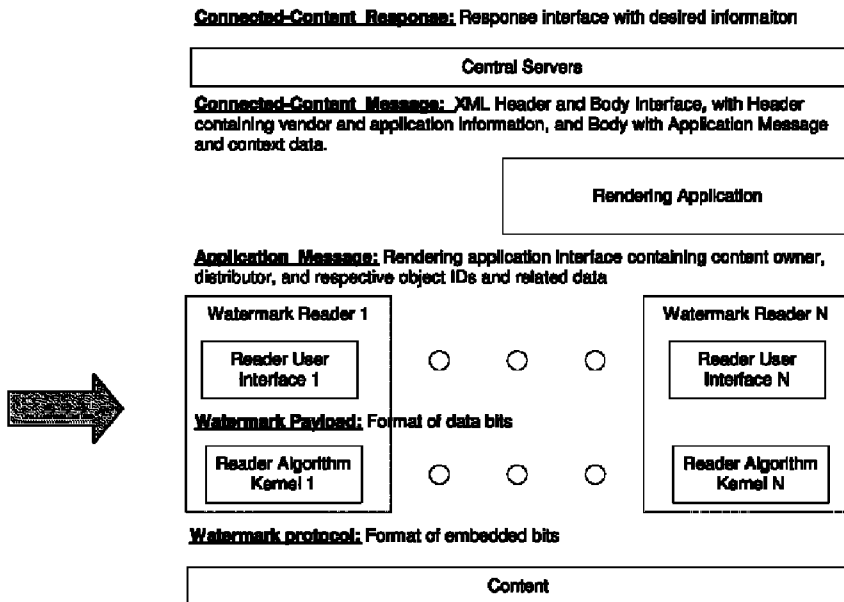 Connected-Content Response: Response interface with desired informaiton
Central Servers
Connected-Content Message: XML Header and Body Interface, with Header
containing vendor and application information, and Body with Application Message
and context data.
Rendering Application
Application Message: Rendering application interface containing content owner,
distributor, and respective object IDs and related data
Watermark Reader 1
Watermark Reader N
Reader User
Interface 1
Reader User
Interface N
Watermark Payload: Format of data bits
Reader Algorithm
Kernel 1
Reader Algorithm
Kernel N
Watermark protocol: Format of embedded bits
Content